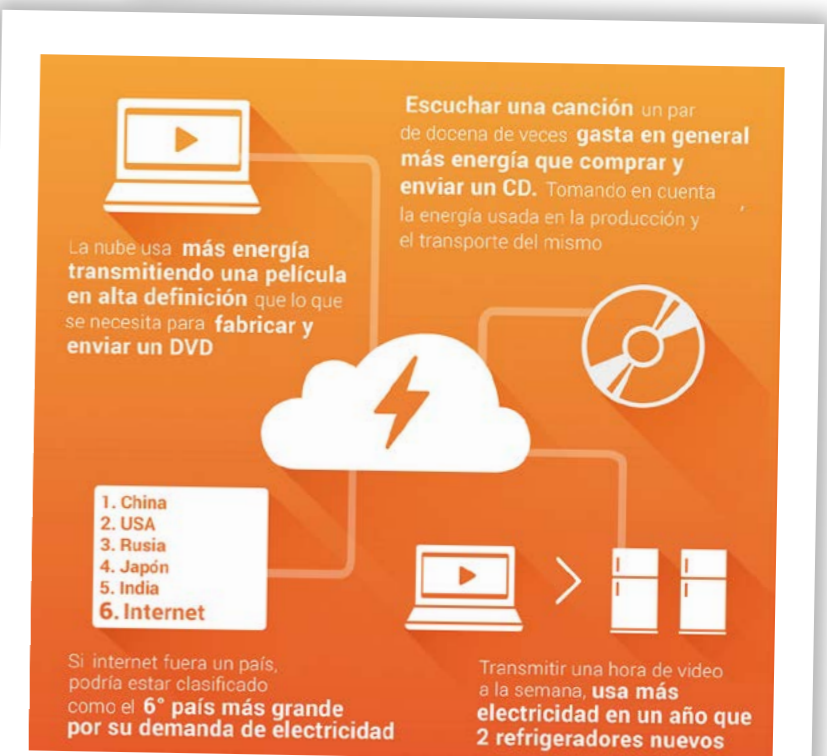 Escuchar una canción un par
de docena de veces gasta en general
más energía que comprar y
enviar un CD. Tomando en cuenta
la energía usada en la producción y
el transporte del mismo
La nube usa más energía
transmitiendo una película
en alta definición que lo que
se necesita para fabricar y
enviar un DVD
1. China
2. USA
3. Rusia
4. Japón
5. India
6. Internet
Si internet fuera un país,
podría estar clasificado
como el 6° país más grande
por su demanda de electricidad
Transmitir una hora de video
a la semana, usa más
electricidad en un año que
2 refrigeradores nuevos